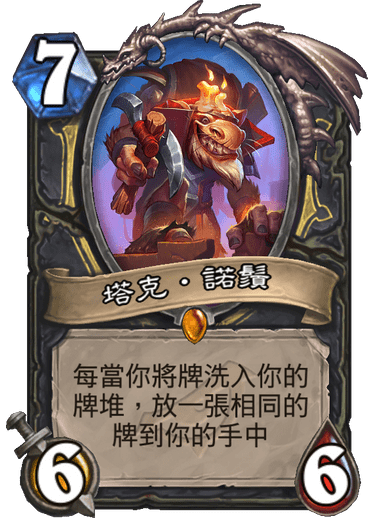 7
塔克·諾鬚
每當你將牌洗入你的
牌堆，放一張相同的
牌到你的手中
6
6